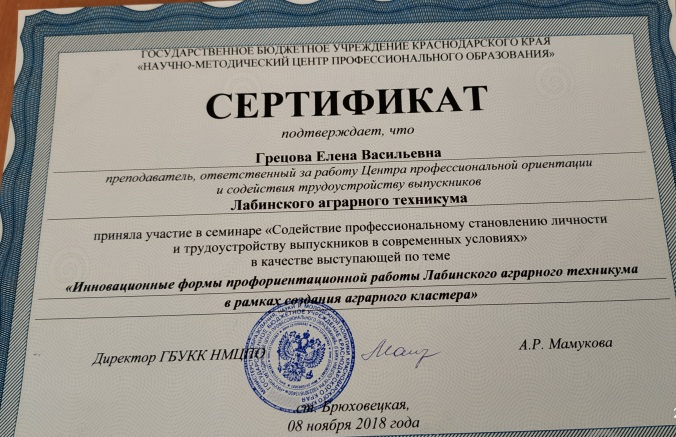 ГОСУДАРСТВЕННОЕ БЮДЖЕТНОЕ УЧРЕЖДЕНИЕ КРАСНОДАРСКОГО КРАЯ
«НАУЧНО-МЕТОДИЧЕСКИЙ ЦЕНТР ПРОФЕССИОНАЛЬНОГО ОБРАЗОВАНИЯ»
СЕРТИФИКАТ
подтверждает, что
Грецова Елена Васильевна
преподаватель, ответственный за работу Центра профессиональной ориентации
и содействия трудоустройству выпускников
Лабинского аграрного техникума
приняла участие в семинаре «Содействие профессиональному становлению личности
и трудоустройству выпускников в современных условиях»
в качестве выступающей по теме
«Инновационные формы профориентационной работы Лабинского аграрного техникума
в рамках создания аграрного кластера»
Директор ГБУКК НМЦПО
А.Р. Мамукова
ст. Брюховецкая,
08 ноября 2018 года